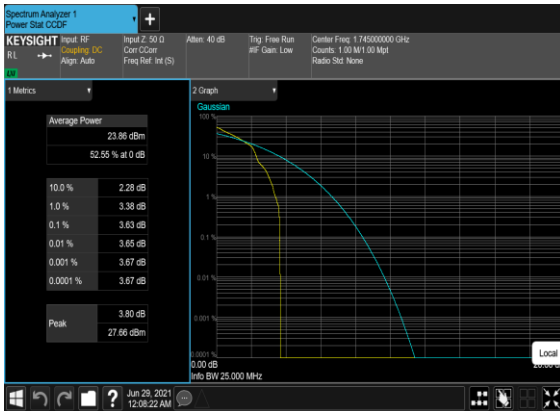 Spectrum Analyzer 1
Power Stat CCDF
KEYSIGHT
RL
LM
Input: RF
Coupling: DC
Align: Auto
Input Z: 50 Ω
Corr CCorr
Freq Ref: Int (S)
Atten: 40 dB
Trig: Free Run
#IF Gain: Low
Center Freq: 1.745000000 GHz
Counts: 1.00 M/1.00 Mpt
Radio Std: None
1 Metrics
Average Power
23.86 dBm
52.55 % at 0 dB
10.0 % 2.28 dB
1.0 % 3.38 dB
0.1 % 3.63 dB
0.01 % 3.65 dB
0.001 % 3.67 dB
0.0001 % 3.67 dB
Peak
3.80 dB
27.66 dBm
2 Graph
Gaussian
100 %
10 %
1 %
0.1 %
0.01 %
0.001 %
0.0001 %
0.00 dB
Info BW 25.000 MHz
Local
?
Jun 29, 2021
12:08:22 AM